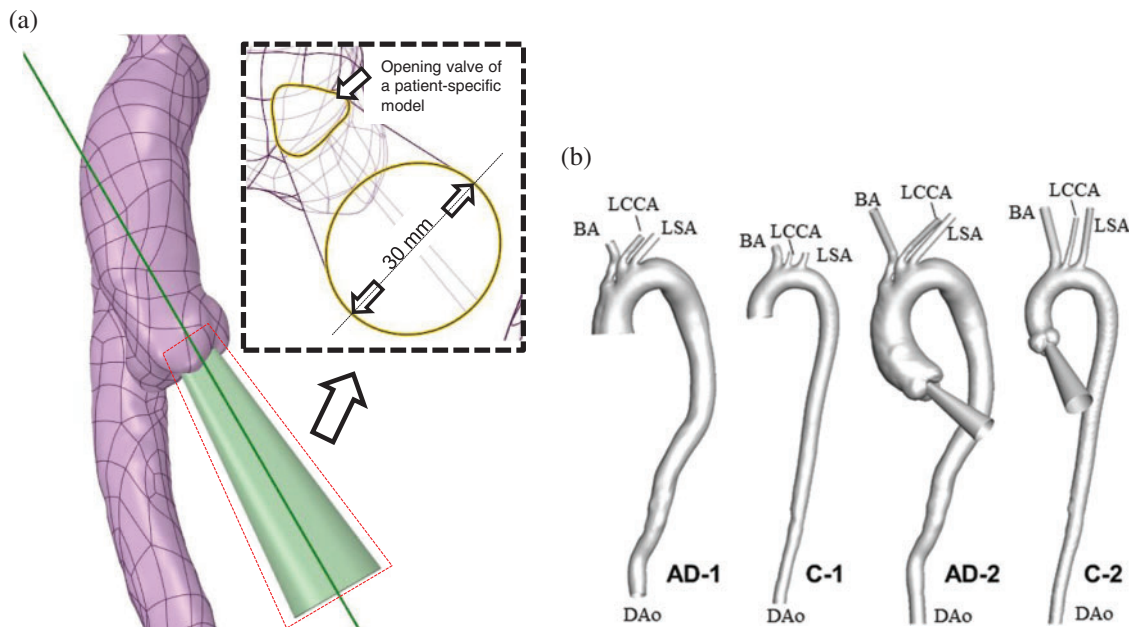 (a)
Opening valve of
a patient-specific
model
30 mm
(b)
BA
LCCA
LSA
AD-1
DAo
BA
LCCA
LSA
C-1
DAo
BA
LCCA
LSA
AD-2
DAo
BA
LCCA
LSA
C-2
DAo